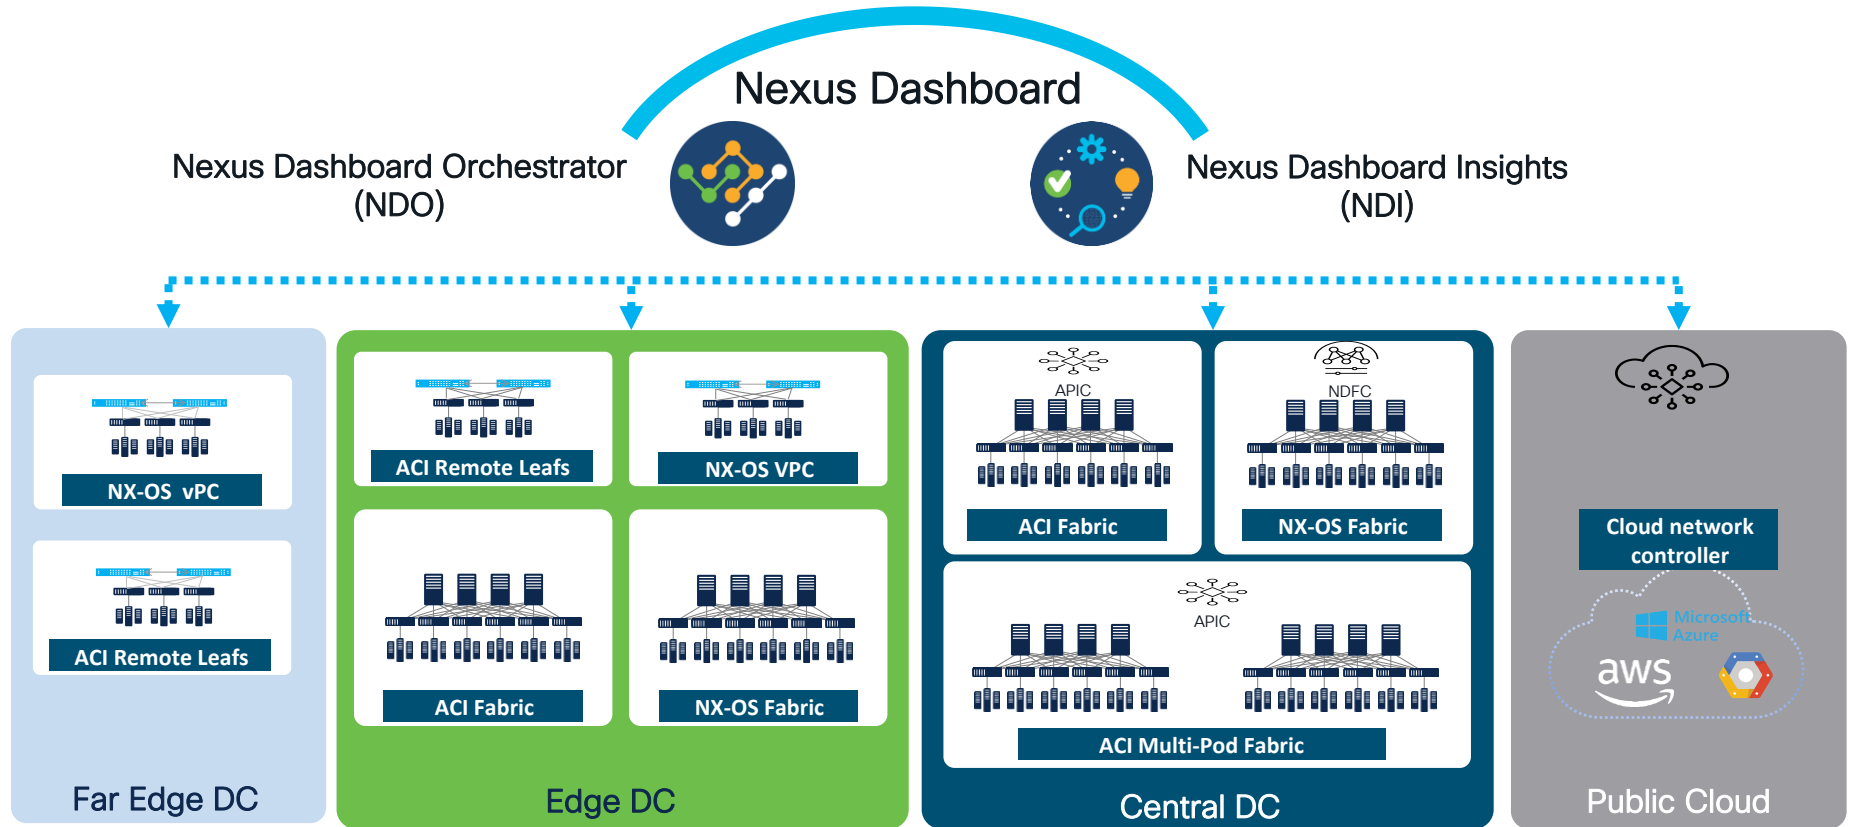 Nexus Dashboard
Nexus Dashboard Orchestrator
(NDO)
Nexus Dashboard Insights
(NDI)
NX-OS  vPC
ACI Remote Leafs
Far Edge DC
ACI Remote Leafs
NX-OS VPC
ACI Fabric
NX-OS Fabric
Edge DC
APIC
ACI Fabric
NDFC
NX-OS Fabric
APIC
ACI Multi-Pod Fabric
Central DC
Cloud network
controller
Microsoft
Azure
aws
Public Cloud